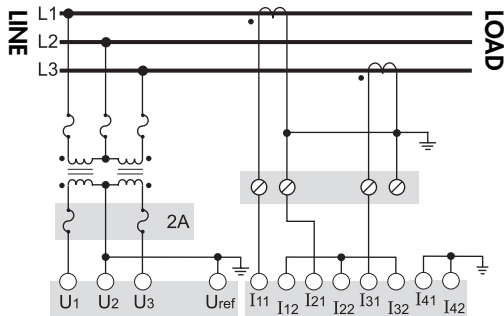 LINE
LOAD
L1
L2
L3
2A
U1 U2 U3 Uref I11 I12 I21 I22 I31 I32 I41 I42